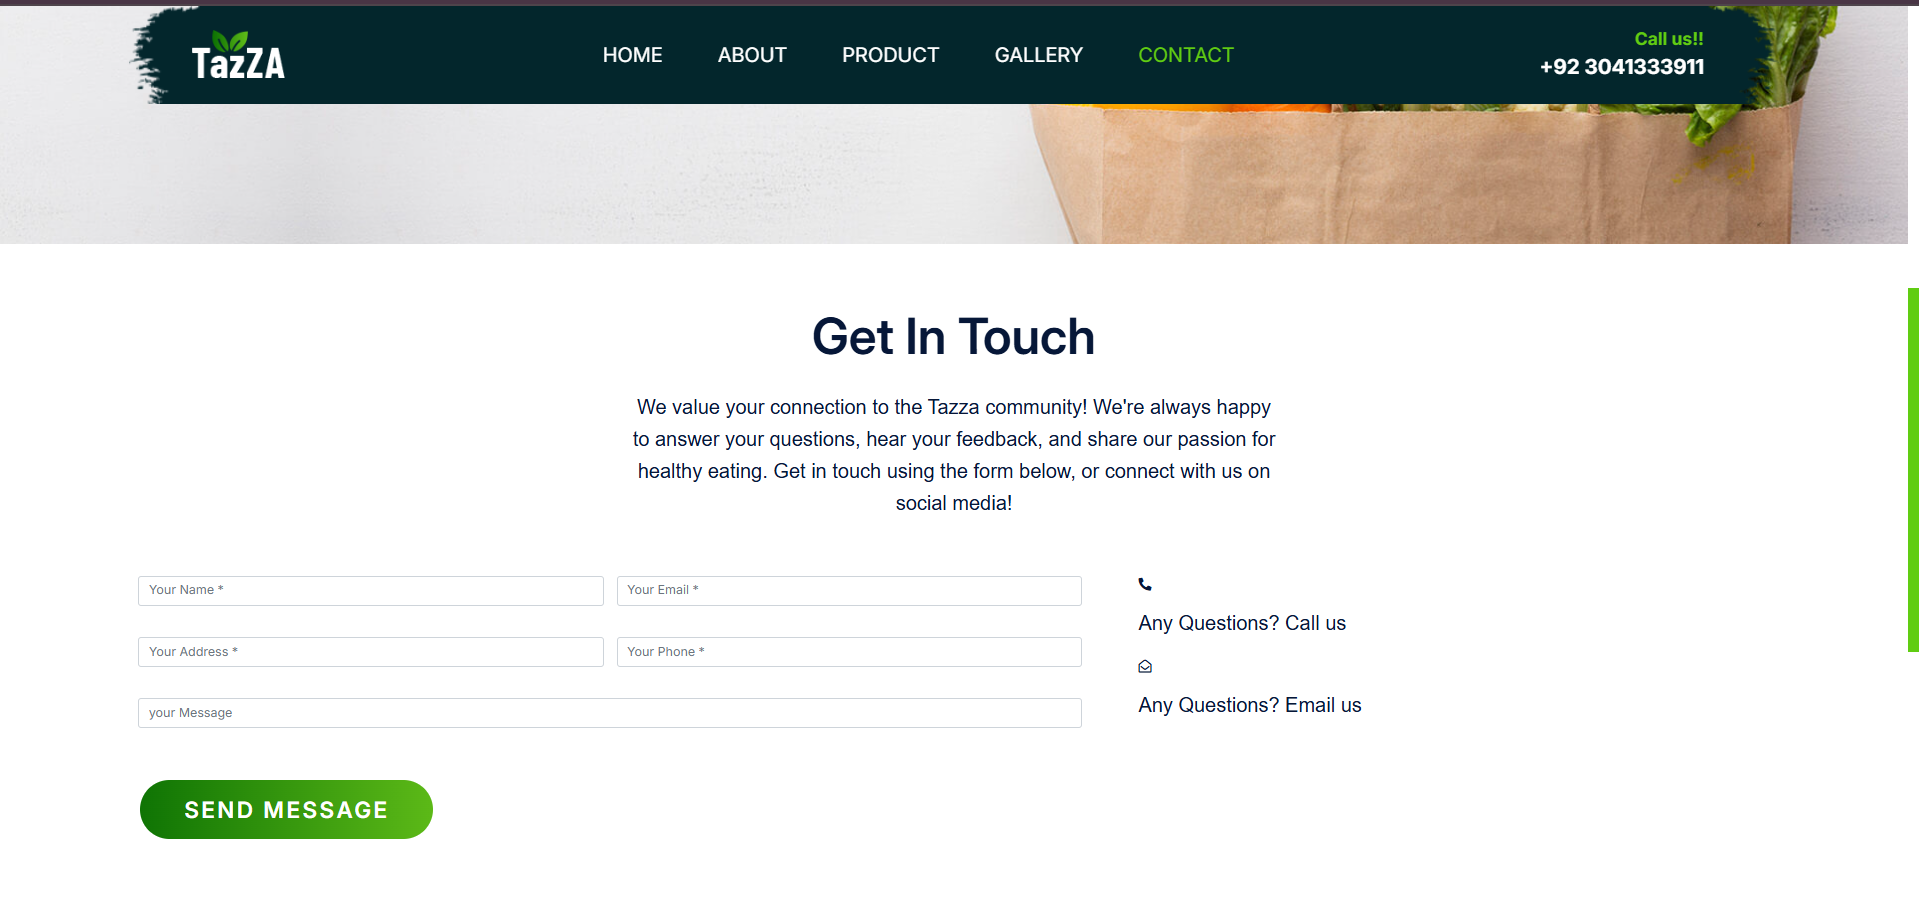 TazZA
HOME
ABOUT
PRODUCT
GALLERY
CONTACT
Call us!!
+92 3041333911
Get In Touch
We value your connection to the Tazza community! We're always happy
to answer your questions, hear your feedback, and share our passion for
healthy eating. Get in touch using the form below, or connect with us on
social media!
Your Name *
Your Email *
Your Address *
Your Phone *
your Message
SEND MESSAGE
Any Questions? Call us
Any Questions? Email us